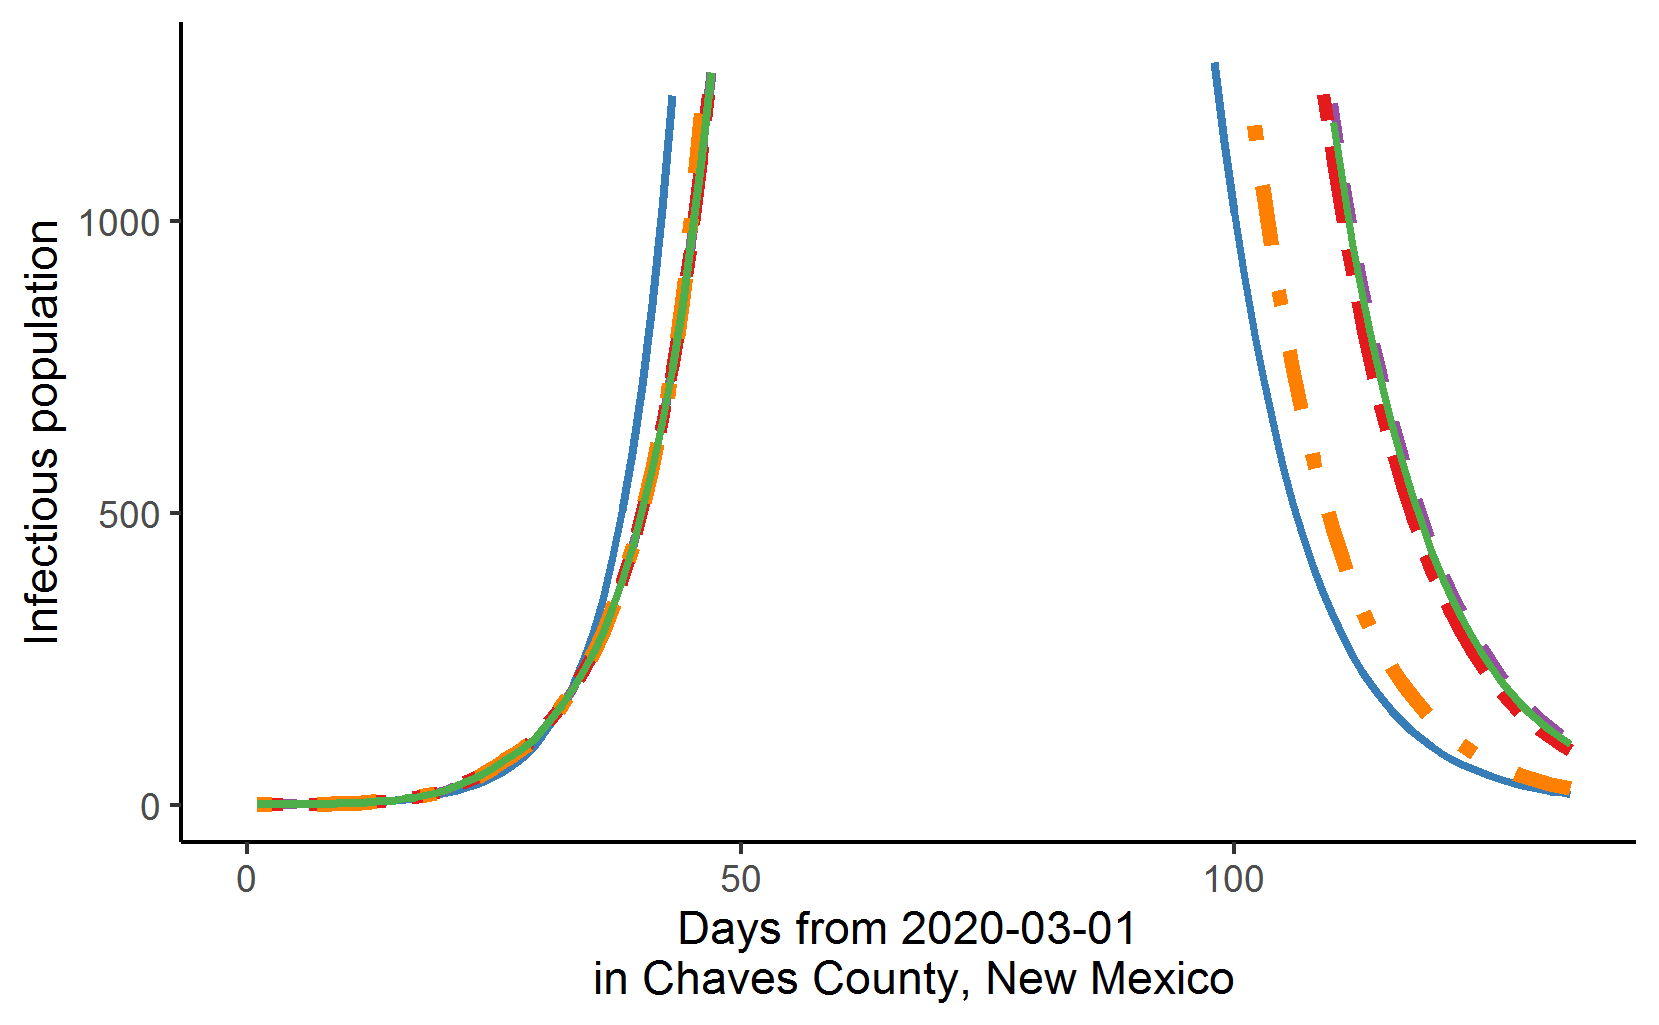 Infectious population
1000
500
0
0 50 100
Days from 2020-03-01
in Chaves County, New Mexico